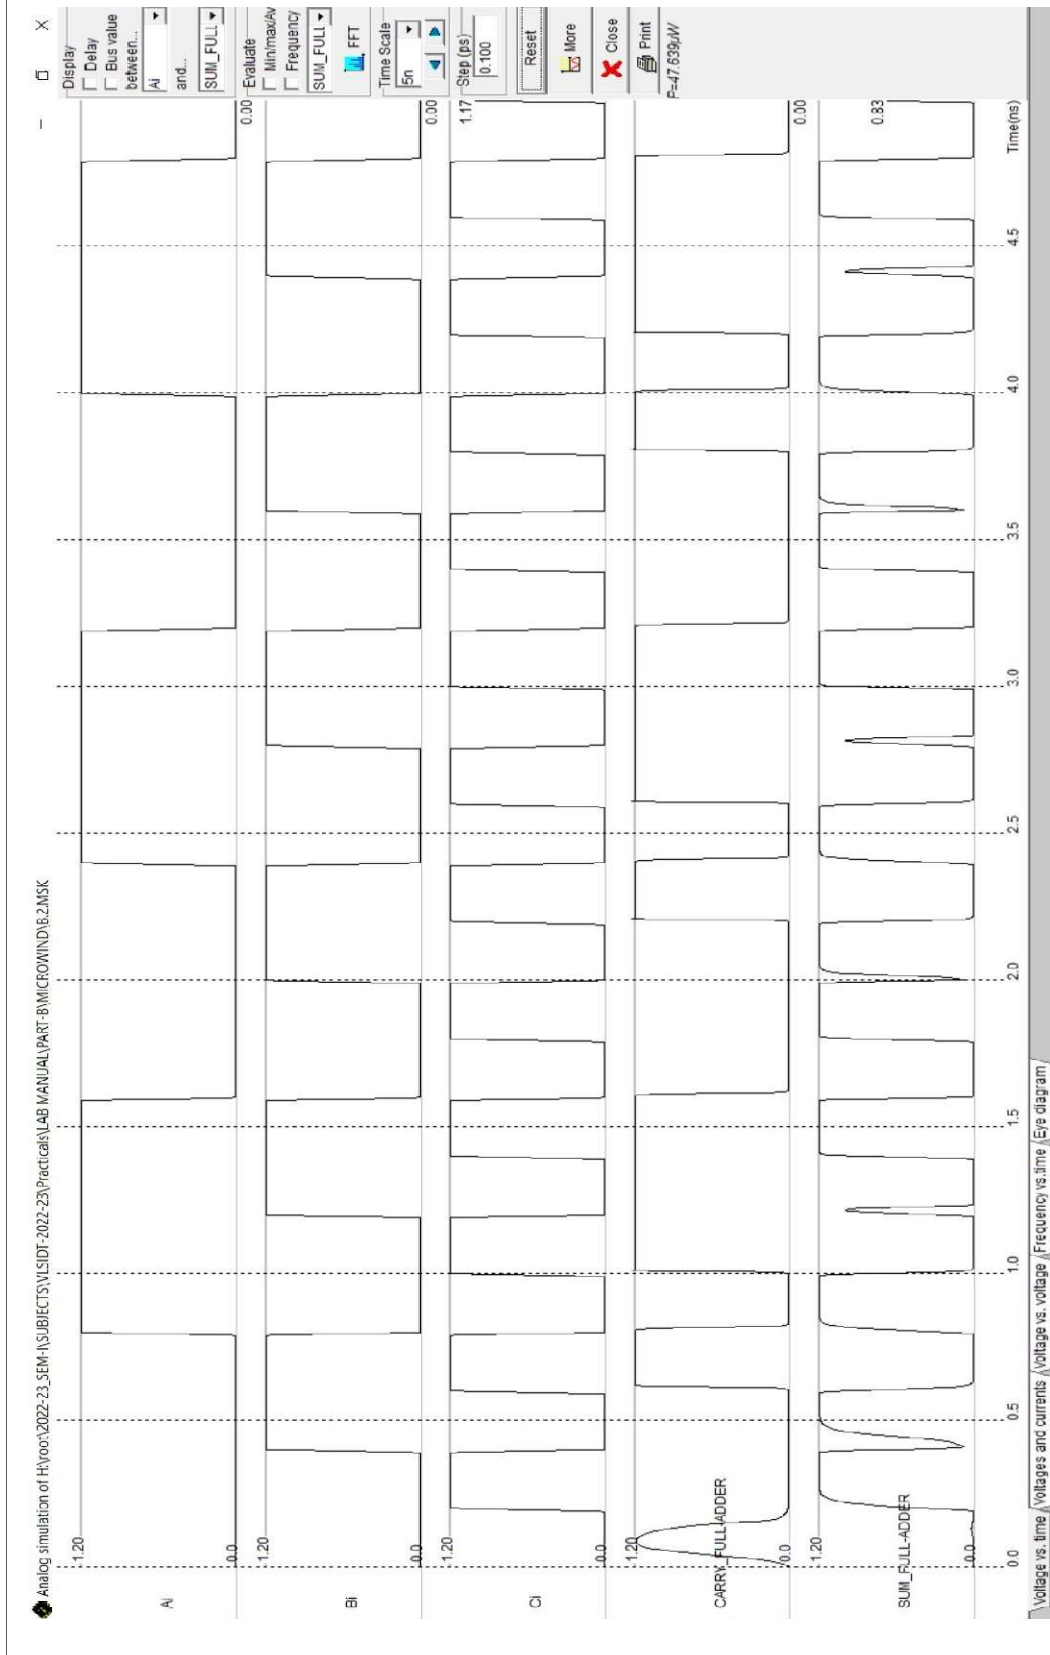 Analog simulation of H:\root\2022-23_SEM-I\SUBJECTS\VLSIDT-2022-23\Practicals\LAB MANUAL\PART-B\MICROWIND\B.2.MSK
Ai
1.20
0.0
0.00
Bi
1.20
0.0
0.00
Ci
1.20
0.0
1.17
CARRY_FULL-ADDER
1.20
0.0
0.00
SUM_FULL-ADDER
1.20
0.0
0.83
0.0 0.5 1.0 1.5 2.0 2.5 3.0 3.5 4.0 4.5 Time(ns)
Voltage vs. time Voltages and currents Voltage vs. voltage Frequency vs.time Eye diagram
Display
Delay
Bus value
between...
Ai
and...
SUM_FULL
Evaluate
Min/max/Av
Frequency
SUM_FULL
FFT
Time Scale
5n
Step (ps)
0.100
Reset
More
Close
Print
P=47.639µW